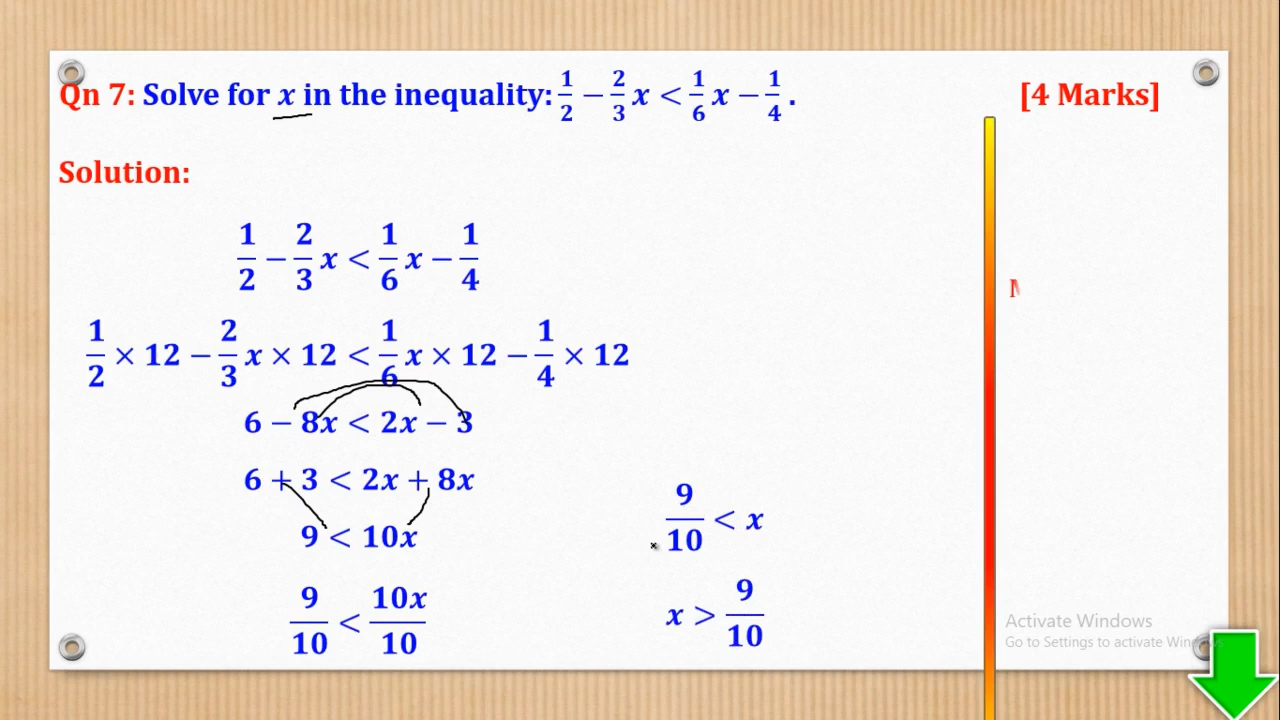 Qn 7: Solve for x in the inequality: 1/2 − 2/3 x < 1/6 x − 1/4 . [4 Marks]
Solution:
1/2 − 2/3 x < 1/6 x − 1/4
1/2 × 12 − 2/3 x × 12 < 1/6 x × 12 − 1/4 × 12
6 − 8x < 2x − 3
6 + 3 < 2x + 8x
9 < 10x
9/10 < 10x/10
9/10 < x
x > 9/10
Activate Windows
Go to Settings to activate Windows